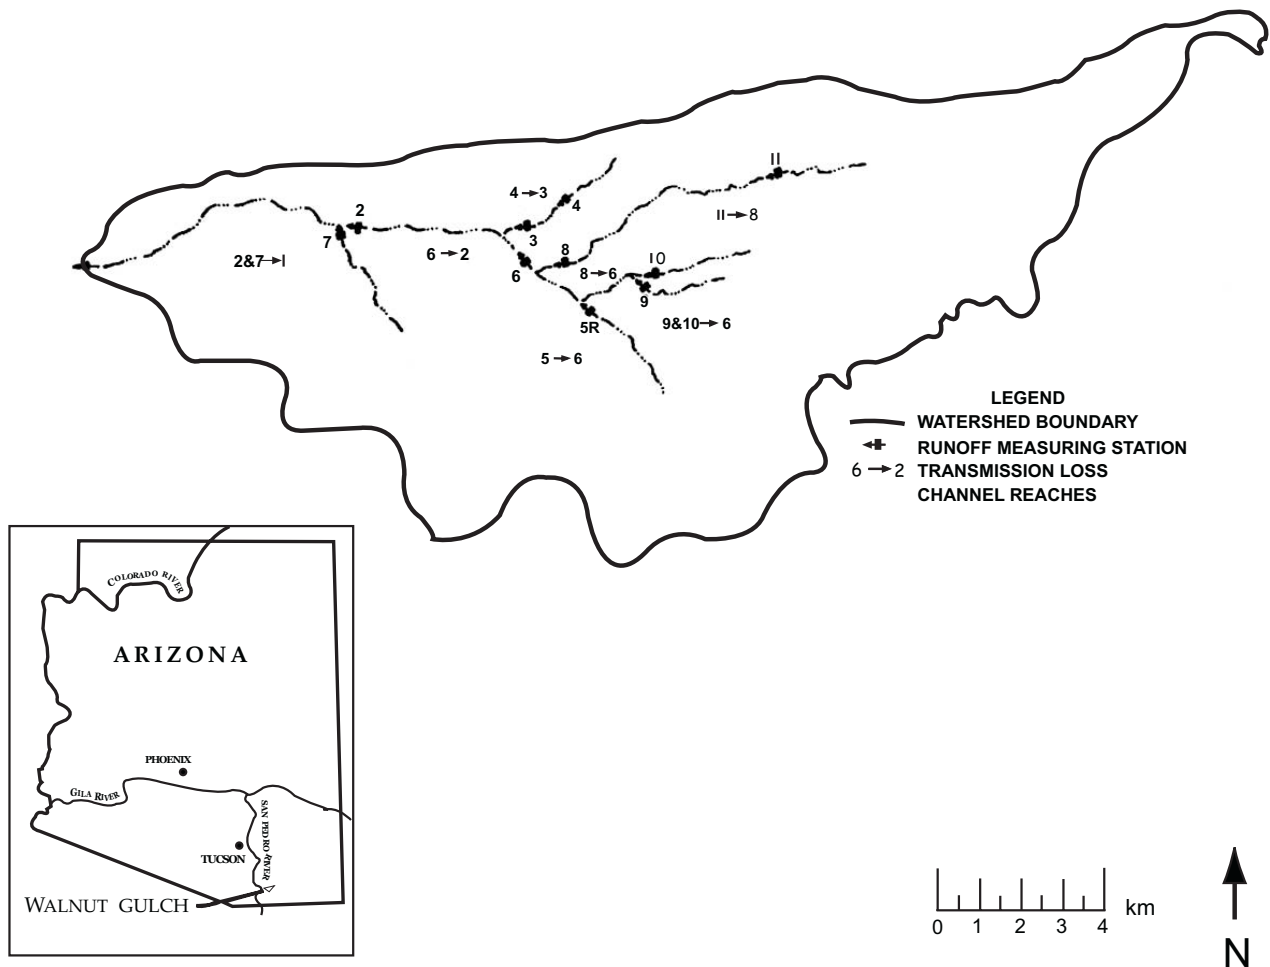 II
4→3
4
2
3
II→8
7
6→2
8
2&7→I
6
8→6
10
9
5R
9&10→6
5→6
LEGEND
WATERSHED BOUNDARY
RUNOFF MEASURING STATION
6→2 TRANSMISSION LOSS
CHANNEL REACHES
COLORADO RIVER
ARIZONA
PHOENIX
GILA RIVER
SAN PEDRO RIVER
TUCSON
WALNUT GULCH
0 1 2 3 4 km
N